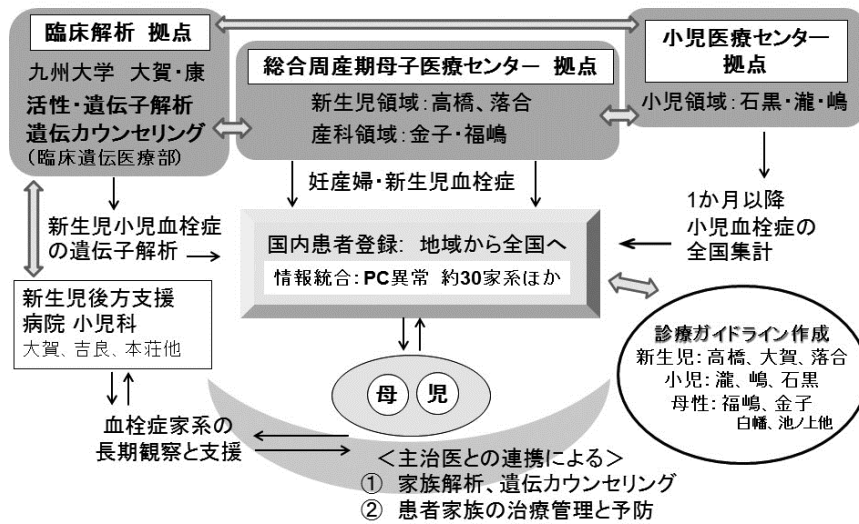 臨床解析 拠点
九州大学 大賀・康
活性・遺伝子解析
遺伝カウンセリング
(臨床遺伝医療部)
総合周産期母子医療センター 拠点
新生児領域:高橋、落合
産科領域:金子・福嶋
小児医療センター
拠点
小児領域:石黒・瀧・嶋
妊産婦・新生児血栓症
新生児小児血栓症
の遺伝子解析
1か月以降
小児血栓症の
全国集計
国内患者登録: 地域から全国へ
情報統合:PC異常 約30家系ほか
新生児後方支援
病院 小児科
大賀、吉良、本荘他
診療ガイドライン作成
新生児:高橋、大賀、落合
小児:瀧、嶋、石黒
母性:福嶋、金子
白幡、池ノ上他
母 児
血栓症家系の
長期観察と支援
<主治医との連携による>
① 家族解析、遺伝カウンセリング
② 患者家族の治療管理と予防